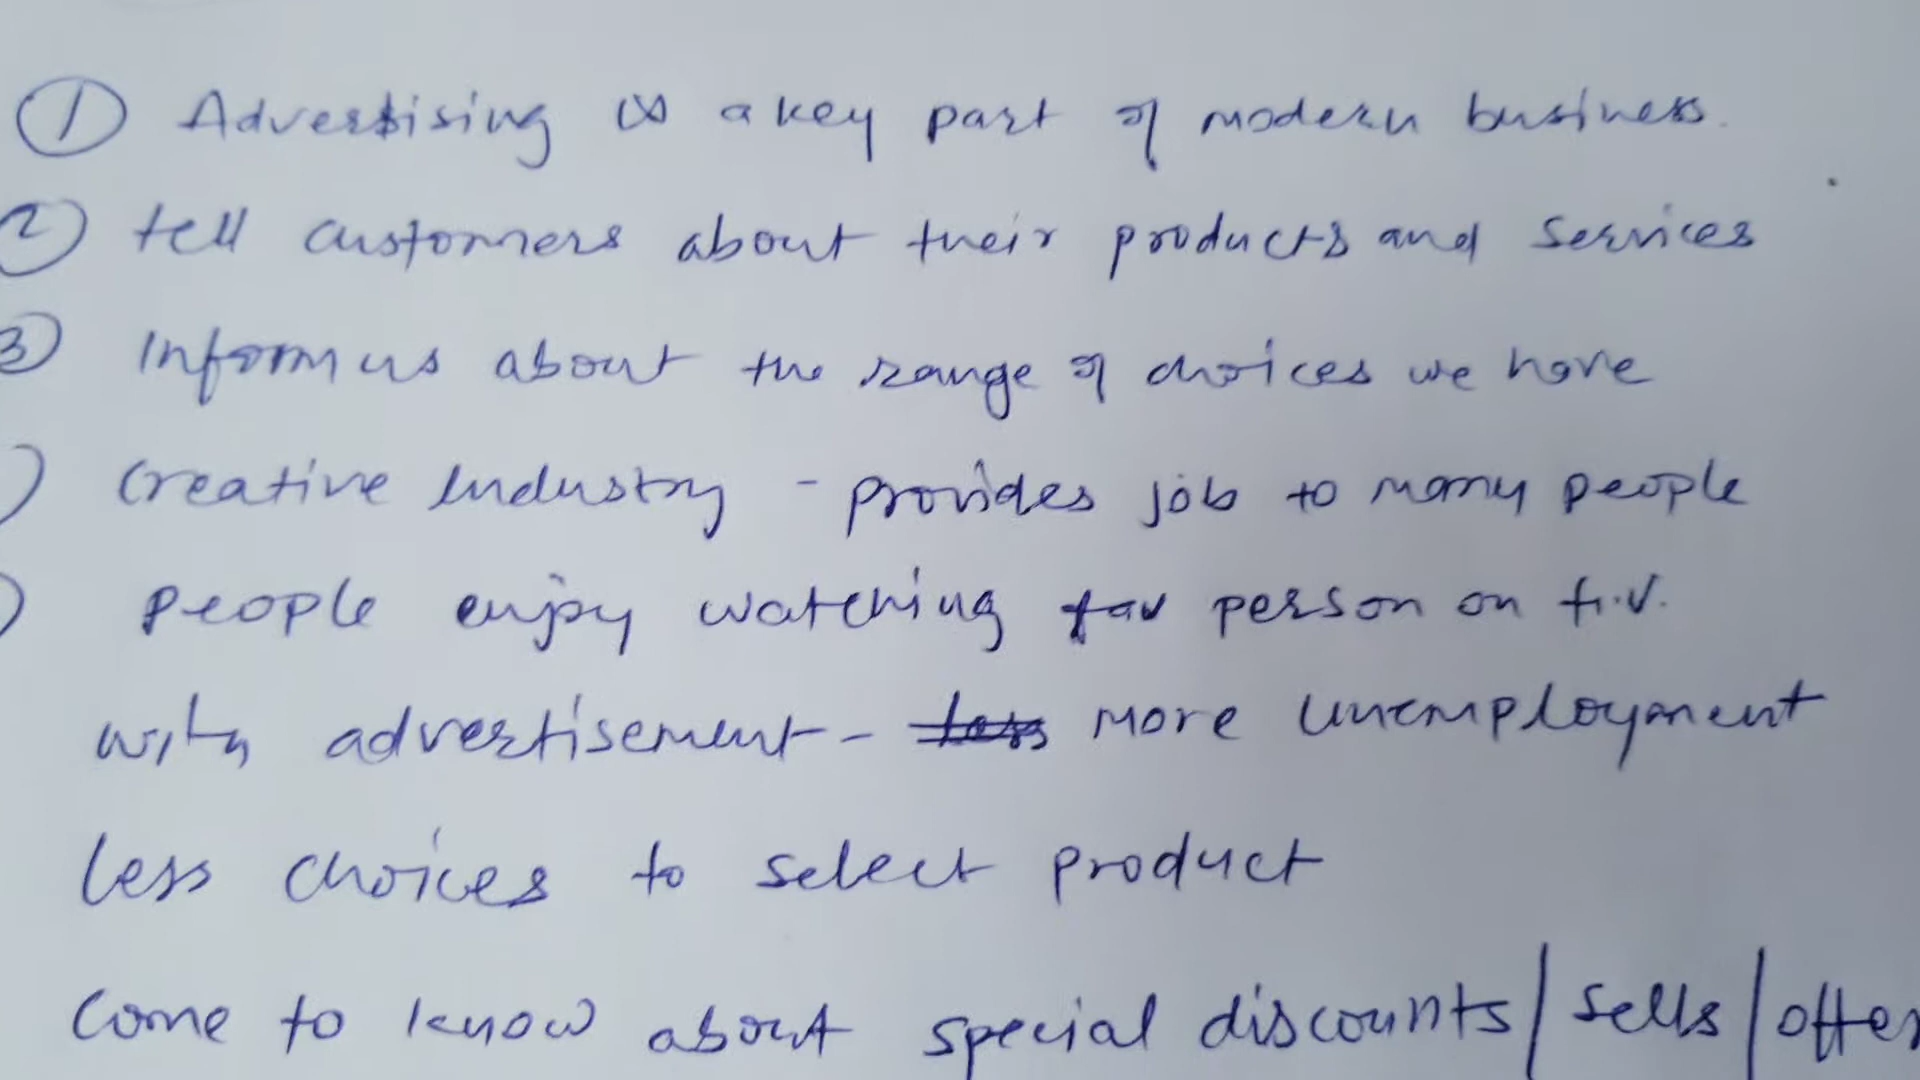 ① Advertising is a key part of modern business.
② tell customers about their products and services
③ Inform us about the range of choices we have
) Creative Industry - provides job to many people
) people enjoy watching fav person on t.v.
with advertisement - less more unemployment
less choices to select product
Come to know about special discounts/sells/offer